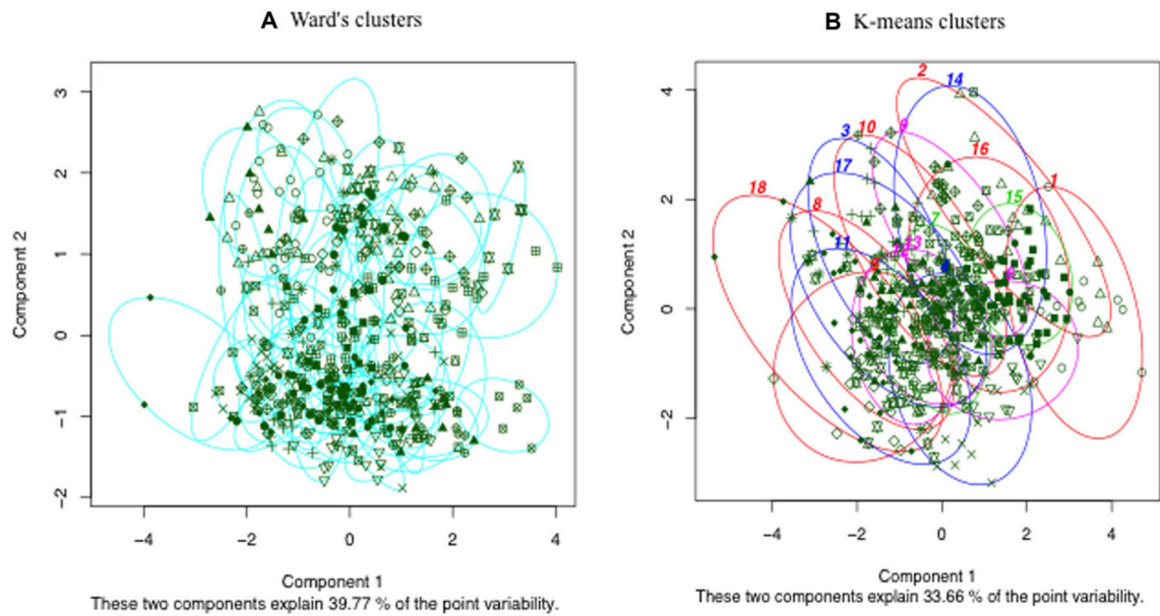 A Ward's clusters
3
2
1
0
−1
−2
Component 2
−4 −2 0 2 4
Component 1
These two components explain 39.77 % of the point variability.
B K-means clusters
4
2
0
−2
Component 2
2
14
3
10
9
17
16
1
18
8
15
7
11
13
−4 −2 0 2 4
Component 1
These two components explain 33.66 % of the point variability.